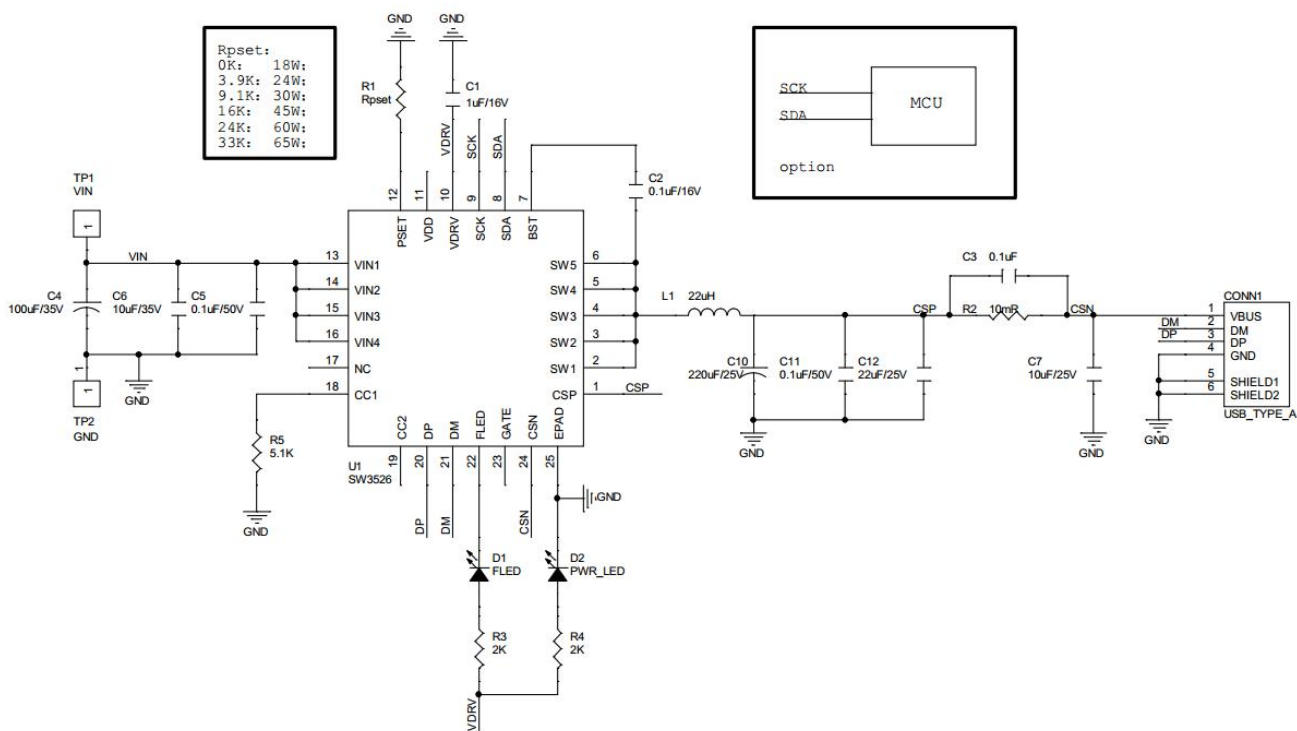 GND
GND
Rpset:
0K: 18W;
3.9K: 24W;
9.1K: 30W;
16K: 45W;
24K: 60W;
33K: 65W;
R1
Rpset
C1
1uF/16V
VDRV
SCK
SDA
C2
0.1uF/16V
SCK
SDA
MCU
option
TP1
VIN
1
12
11
10
9
8
7
PSET
VDD
VDRV
SCK
SDA
BST
VIN
13
14
15
16
17
18
VIN1
VIN2
VIN3
VIN4
NC
CC1
SW5
SW4
SW3
SW2
SW1
CSP
6
5
4
3
2
1
CSP
C4
100uF/35V
C6
10uF/35V
C5
0.1uF/50V
1
1
TP2
GND
GND
R5
5.1K
GND
CC2
DP
DM
FLED
GATE
CSN
EPAD
U1
SW3526
19
20
21
22
23
24
25
DP
DM
CSN
GND
D1
FLED
D2
PWR_LED
R3
2K
R4
2K
VDRV
L1 22uH
C3 0.1uF
CSP
R2 10mR
CSN
C10
220uF/25V
C11
0.1uF/50V
C12
22uF/25V
GND
C7
10uF/25V
GND
CONN1
DM
DP
1
2
3
4
5
6
VBUS
DM
DP
GND
SHIELD1
SHIELD2
USB_TYPE_A
GND